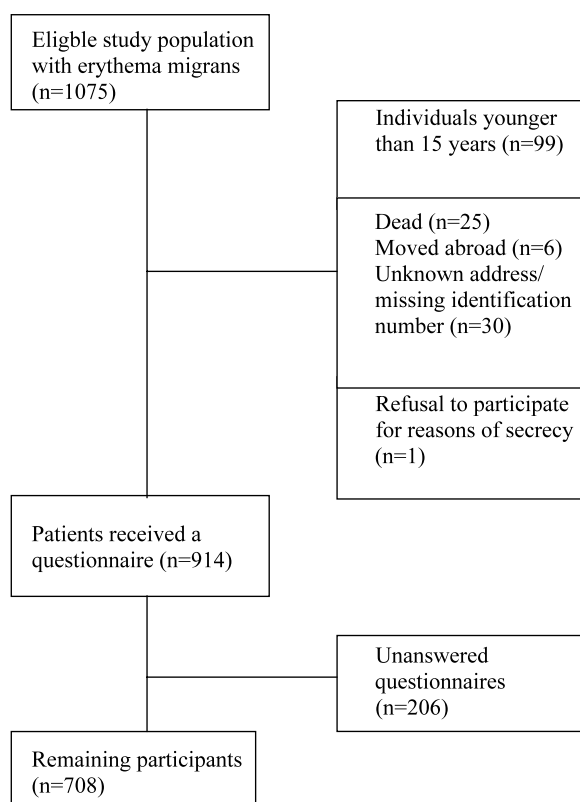 Eligble study population
with erythema migrans
(n=1075)
Individuals younger
than 15 years (n=99)
Dead (n=25)
Moved abroad (n=6)
Unknown address/
missing identification
number (n=30)
Refusal to participate
for reasons of secrecy
(n=1)
Patients received a
questionnaire (n=914)
Unanswered
questionnaires
(n=206)
Remaining participants
(n=708)